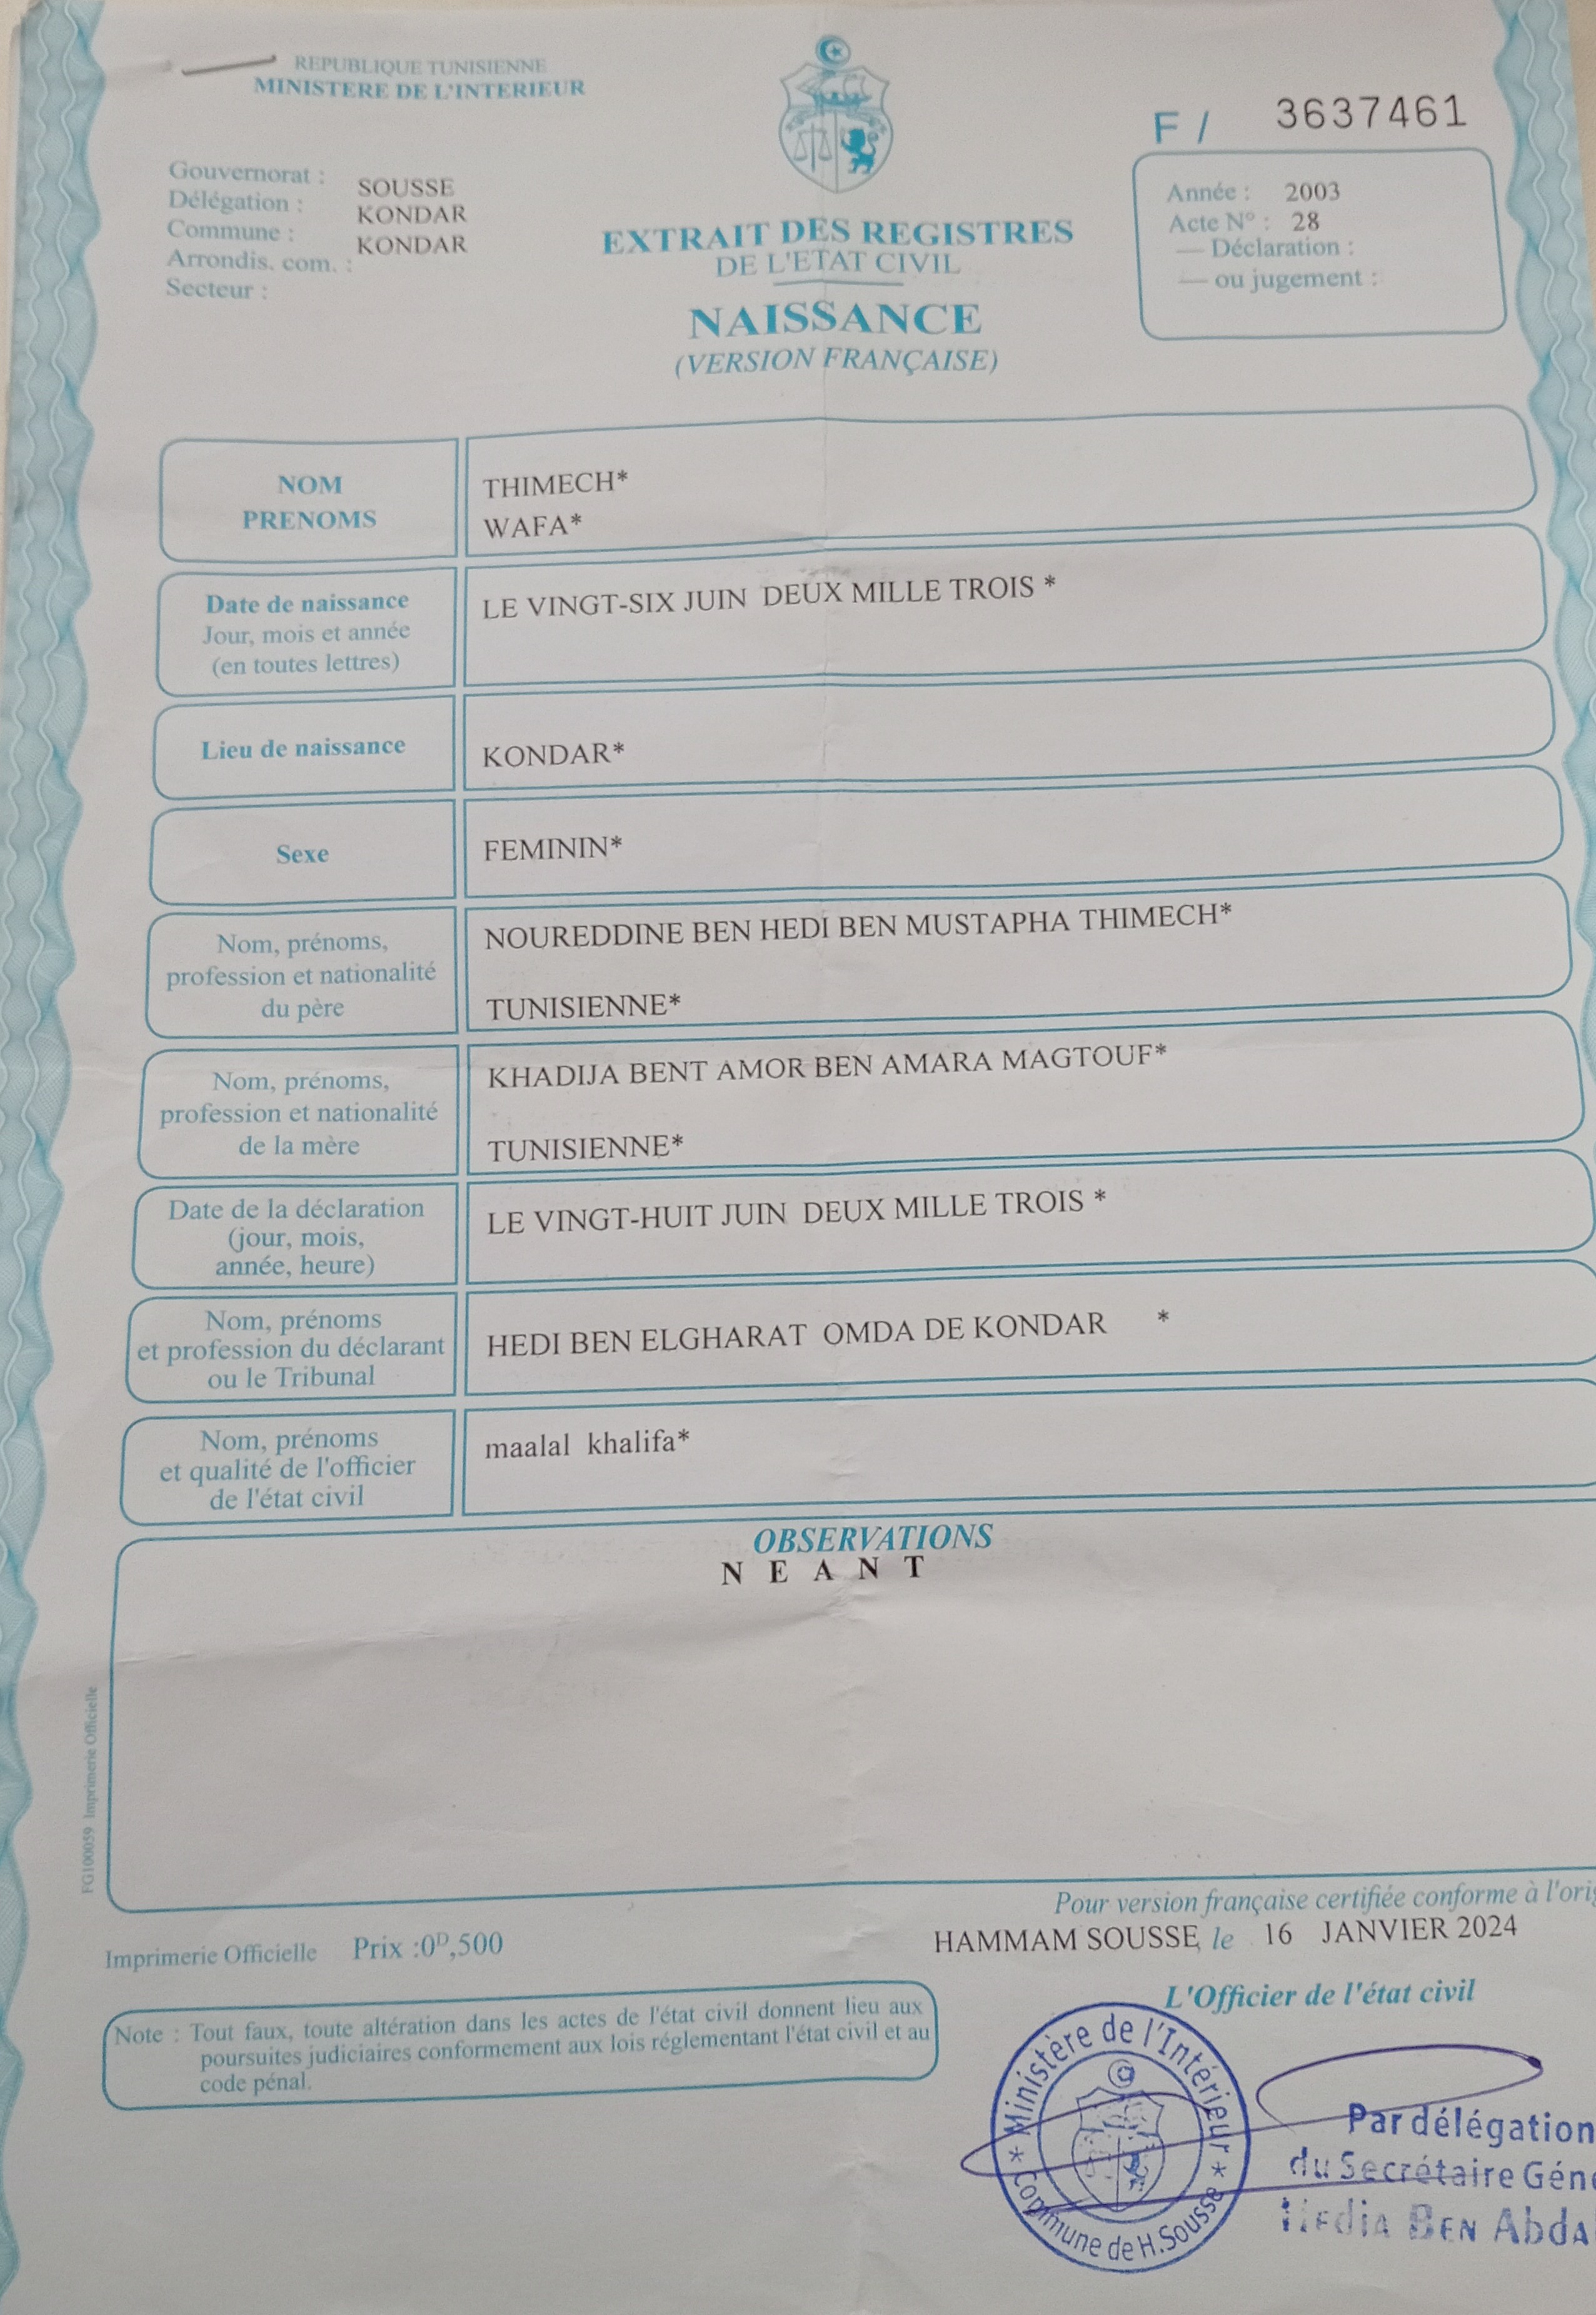 REPUBLIQUE TUNISIENNE
MINISTERE DE L'INTERIEUR
F / 3637461
Gouvernorat : SOUSSE
Délégation : KONDAR
Commune : KONDAR
Arrondis. com. :
Secteur :
EXTRAIT DES REGISTRES
DE L'ETAT CIVIL
NAISSANCE
(VERSION FRANÇAISE)
Année : 2003
Acte N° : 28
— Déclaration :
— ou jugement :
NOM
PRENOMS
THIMECH*
WAFA*
Date de naissance
Jour, mois et année
(en toutes lettres)
LE VINGT-SIX JUIN DEUX MILLE TROIS *
Lieu de naissance
KONDAR*
Sexe
FEMININ*
Nom, prénoms,
profession et nationalité
du père
NOUREDDINE BEN HEDI BEN MUSTAPHA THIMECH*
TUNISIENNE*
Nom, prénoms,
profession et nationalité
de la mère
KHADIJA BENT AMOR BEN AMARA MAGTOUF*
TUNISIENNE*
Date de la déclaration
(jour, mois,
année, heure)
LE VINGT-HUIT JUIN DEUX MILLE TROIS *
Nom, prénoms
et profession du déclarant
ou le Tribunal
HEDI BEN ELGHARAT OMDA DE KONDAR *
Nom, prénoms
et qualité de l'officier
de l'état civil
maalal khalifa*
OBSERVATIONS
N E A N T
FG100059 Imprimerie Officielle
Pour version française certifiée conforme à l'orig
HAMMAM SOUSSE, le 16 JANVIER 2024
Imprimerie Officielle Prix :0D,500
L'Officier de l'état civil
Note : Tout faux, toute altération dans les actes de l'état civil donnent lieu aux
poursuites judiciaires conformement aux lois réglementant l'état civil et au
code pénal.
* Ministère de l'Intérieur *
Commune de H.Sousse
Par délégation
du Secrétaire Géné
BEN Abda